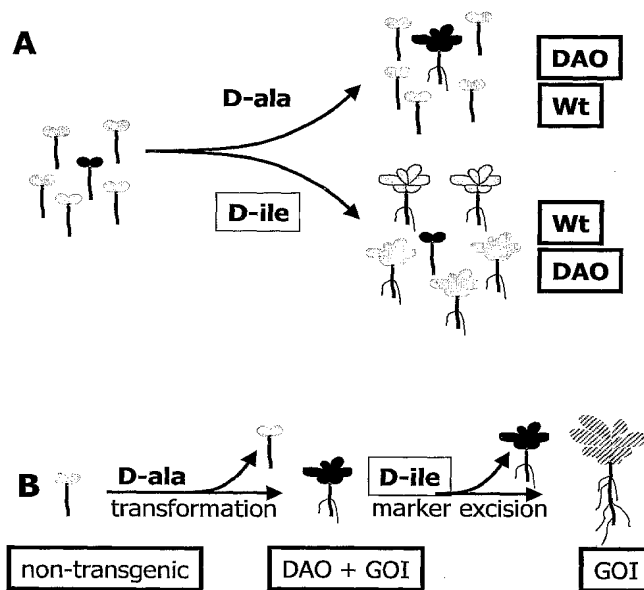 A
D-ala
DAO
Wt
D-ile
Wt
DAO
B
D-ala
transformation
D-ile
marker excision
non-transgenic
DAO + GOI
GOI